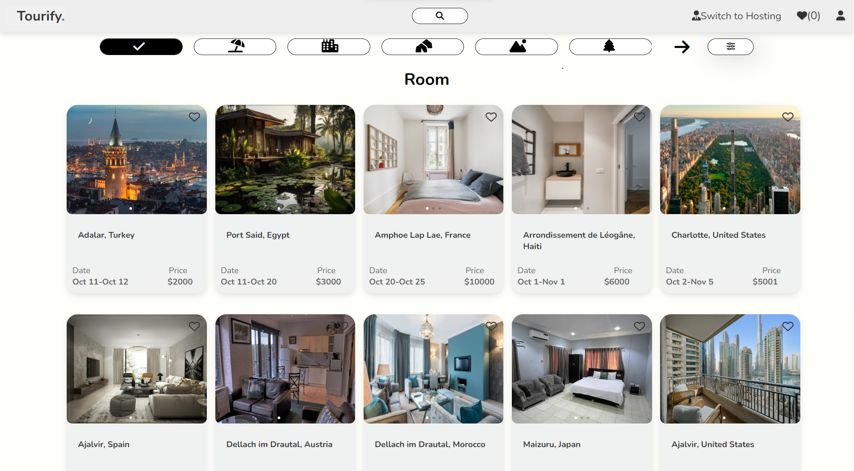 Tourify.
Switch to Hosting
(0)
Room
Adalar, Turkey
Date Price
Oct 11-Oct 12 $2000
Port Said, Egypt
Date Price
Oct 11-Oct 20 $3000
Amphoe Lap Lae, France
Date Price
Oct 20-Oct 25 $10000
Arrondissement de Léogâne,
Haiti
Date Price
Oct 1-Nov 1 $6000
Charlotte, United States
Date Price
Oct 2-Nov 5 $5001
Ajalvir, Spain
Dellach im Drautal, Austria
Dellach im Drautal, Morocco
Maizuru, Japan
Ajalvir, United States